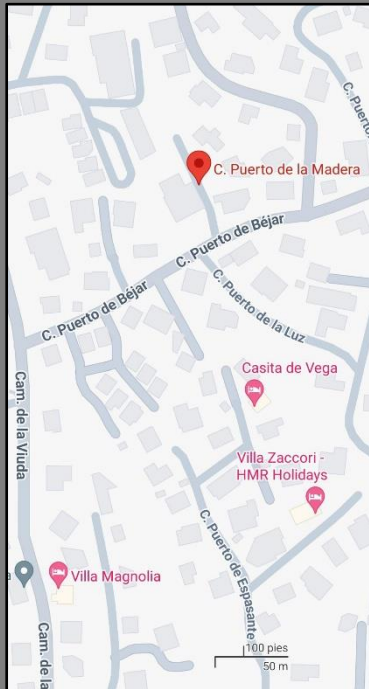 C. Puerto
C. Puerto de la Madera
C. Puerto de Béjar
C. Puerto de Béjar
C. Puerto de la Luz
Casita de Vega
Cam. de la Viuda
Villa Zaccori -
HMR Holidays
C. Puerto de Espasante
a
Villa Magnolia
Cam. de la
100 pies
50 m